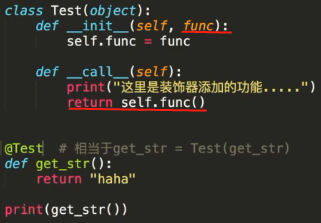 class Test(object):
    def __init__(self, func):
        self.func = func
    def __call__(self):
        print("这里是装饰器添加的功能.....")
        return self.func()
@Test  # 相当于get_str = Test(get_str)
def get_str():
    return "haha"
print(get_str())